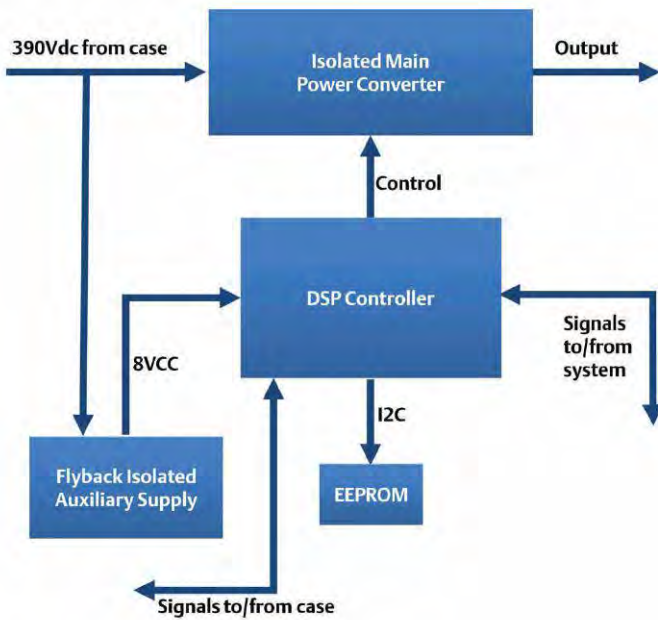 390Vdc from case
Isolated Main
Power Converter
Output
Control
DSP Controller
Signals
to/from
system
8VCC
I2C
Flyback Isolated
Auxiliary Supply
EEPROM
Signals to/from case